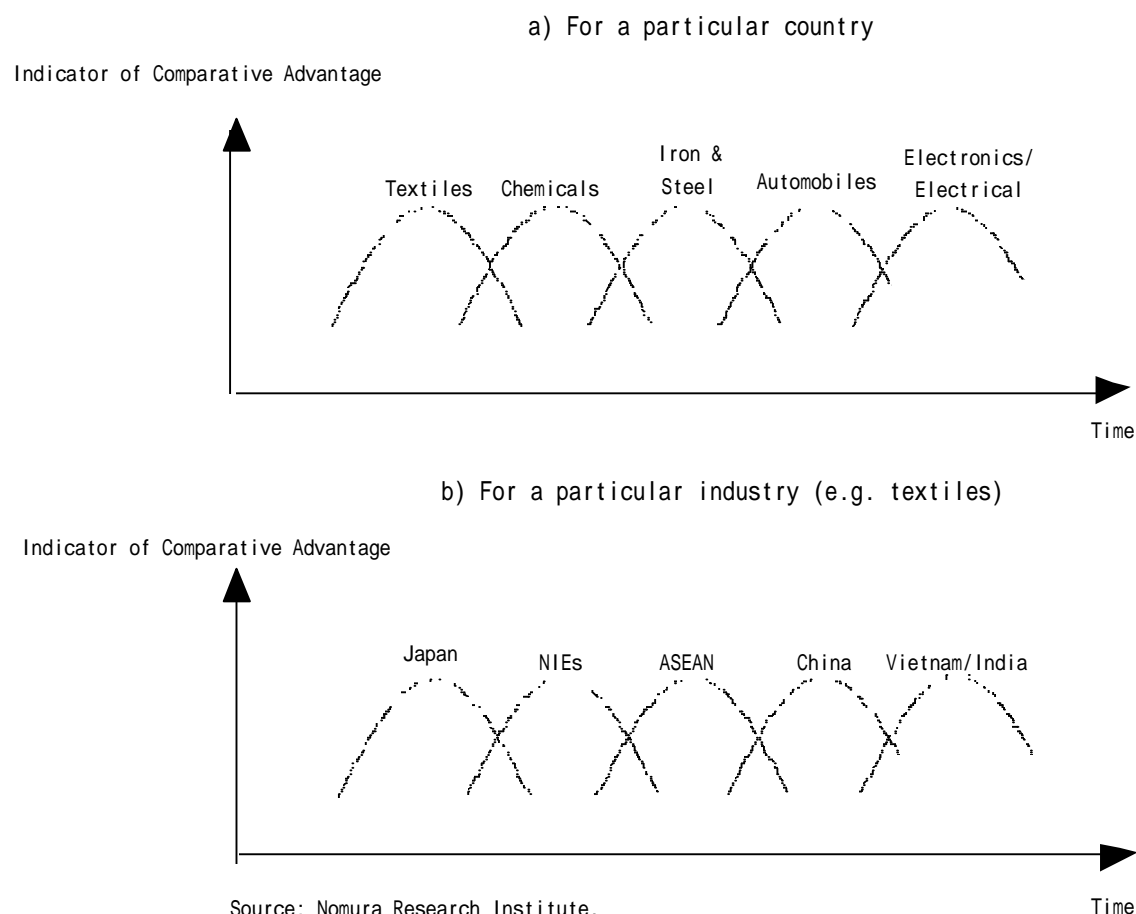 a) For a particular country
Indicator of Comparative Advantage
Textiles
Chemicals
Iron &
Steel
Automobiles
Electronics/
Electrical
Time
b) For a particular industry (e.g. textiles)
Indicator of Comparative Advantage
Japan
NIEs
ASEAN
China
Vietnam/India
Source: Nomura Research Institute.
Time